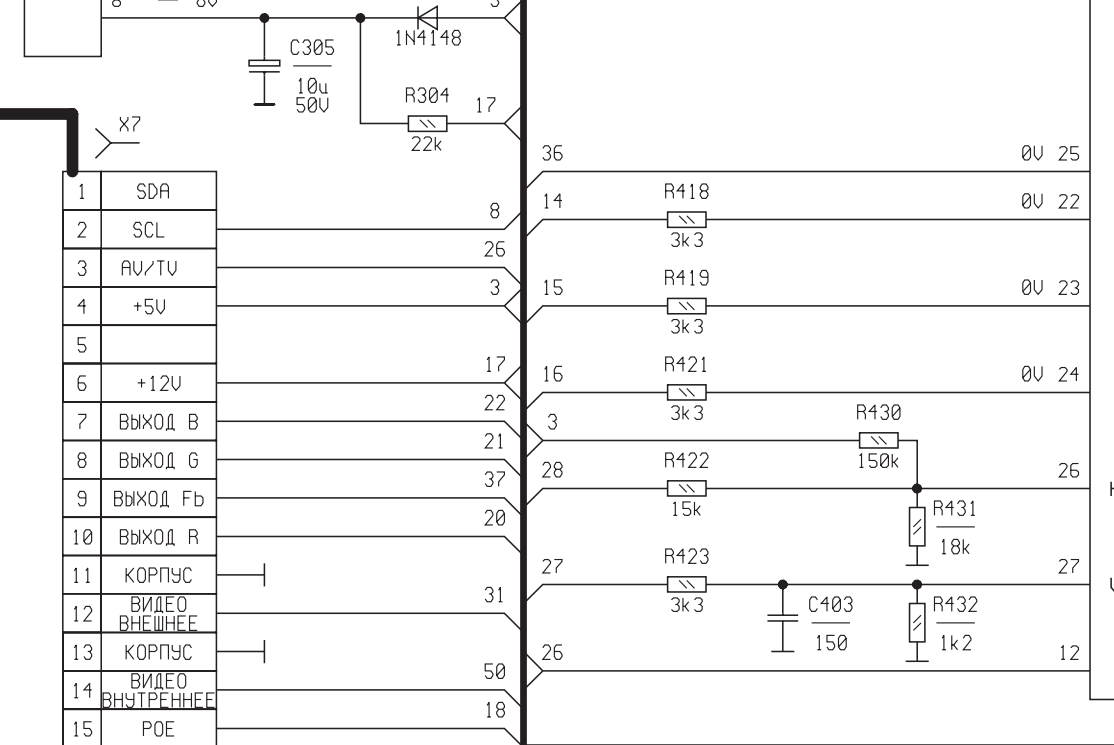 8V
1N4148
C305
10u
50V
R304
17
22k
X7
1 SDA
2 SCL 8
3 AV/TV 26
4 +5V 3
5
6 +12V 17
7 ВЫХОД B 22
8 ВЫХОД G 21
9 ВЫХОД Fb 37
10 ВЫХОД R 20
11 КОРПУС
12 ВИДЕО
ВНЕШНЕЕ 31
13 КОРПУС
14 ВИДЕО
ВНУТРЕННЕЕ 50
15 POE 18
36 0V 25
14 R418 0V 22
3k3
15 R419 0V 23
3k3
16 R421 0V 24
3k3
3 R430
150k
28 R422 26
15k
R431
18k
27 R423 27
3k3
C403
150
R432
1k2
26 12